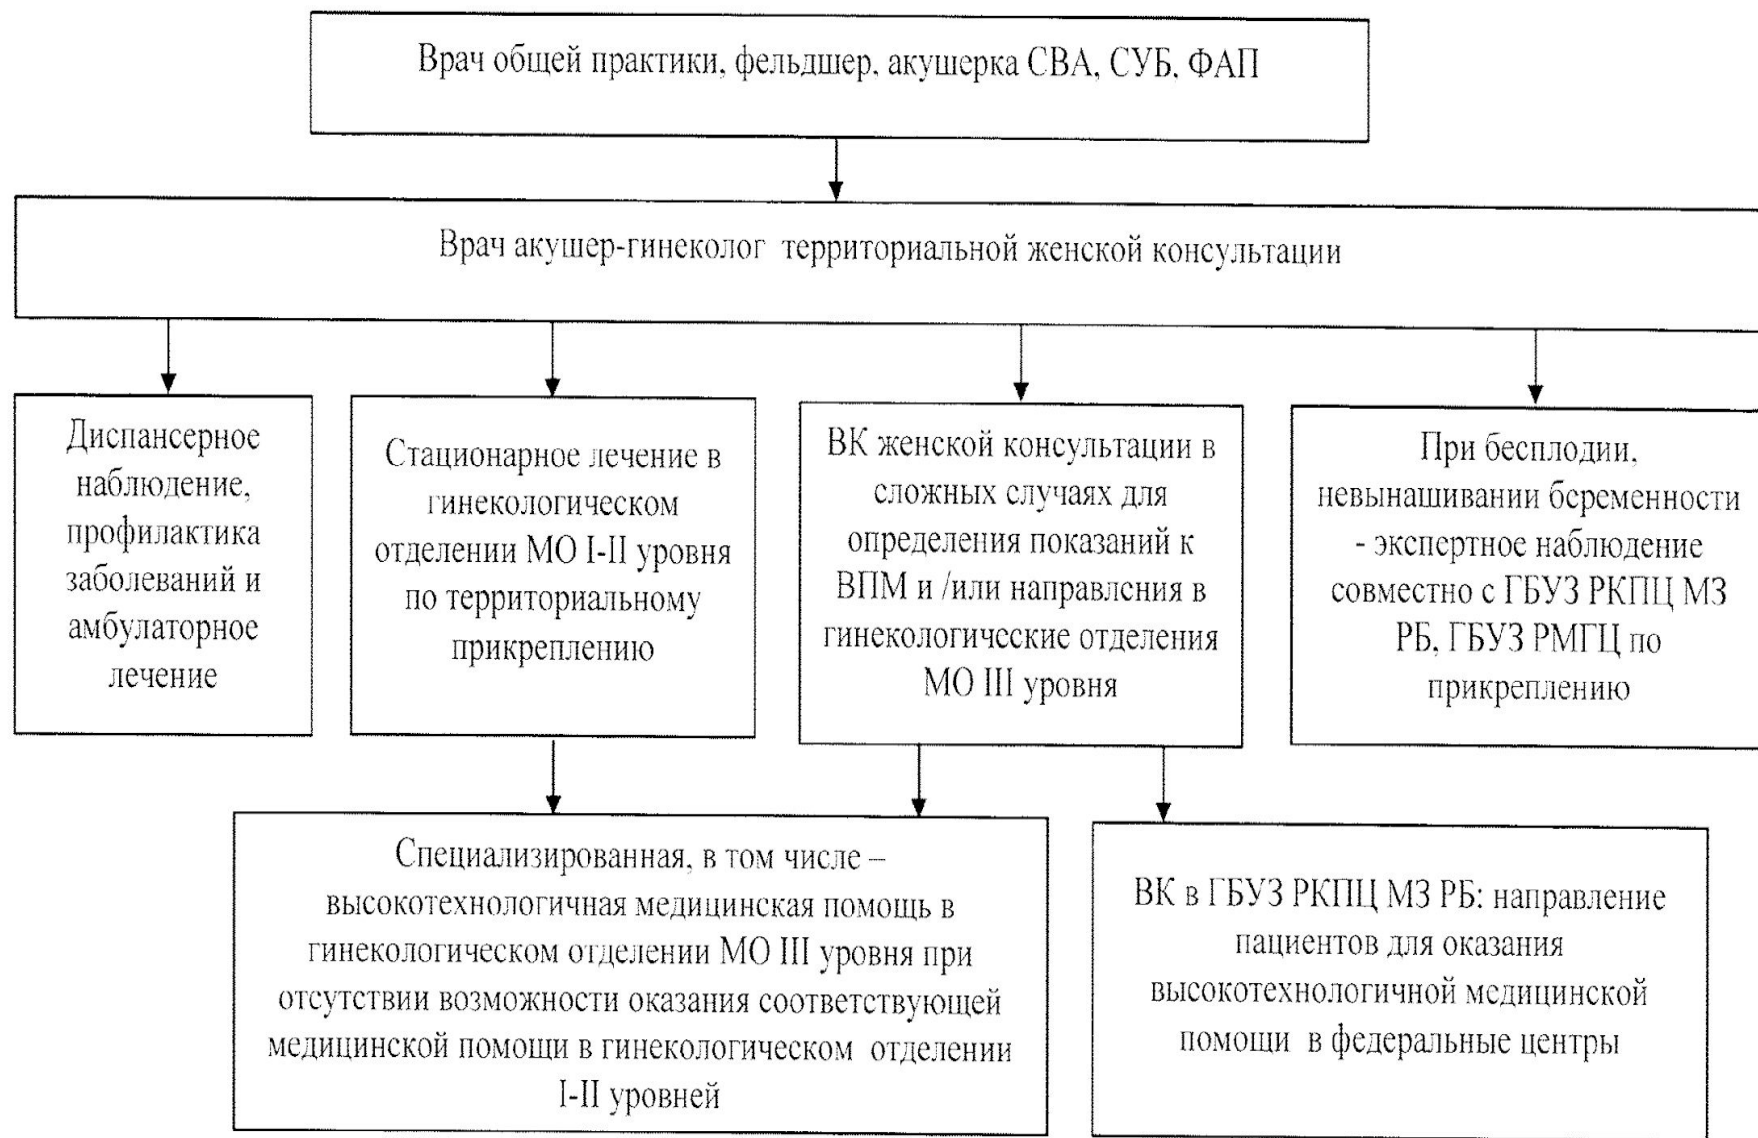 Врач общей практики, фельдшер, акушерка СВА, СУБ, ФАП
Врач акушер-гинеколог территориальной женской консультации
Диспансерное
наблюдение,
профилактика
заболеваний и
амбулаторное
лечение
Стационарное лечение в
гинекологическом
отделении МО I-II уровня
по территориальному
прикреплению
ВК женской консультации в
сложных случаях для
определения показаний к
ВПМ и /или направления в
гинекологические отделения
МО III уровня
При бесплодии,
невынашивании беременности
- экспертное наблюдение
совместно с ГБУЗ РКПЦ МЗ
РБ, ГБУЗ РМГЦ по
прикреплению
Специализированная, в том числе –
высокотехнологичная медицинская помощь в
гинекологическом отделении МО III уровня при
отсутствии возможности оказания соответствующей
медицинской помощи в гинекологическом отделении
I-II уровней
ВК в ГБУЗ РКПЦ МЗ РБ: направление
пациентов для оказания
высокотехнологичной медицинской
помощи в федеральные центры